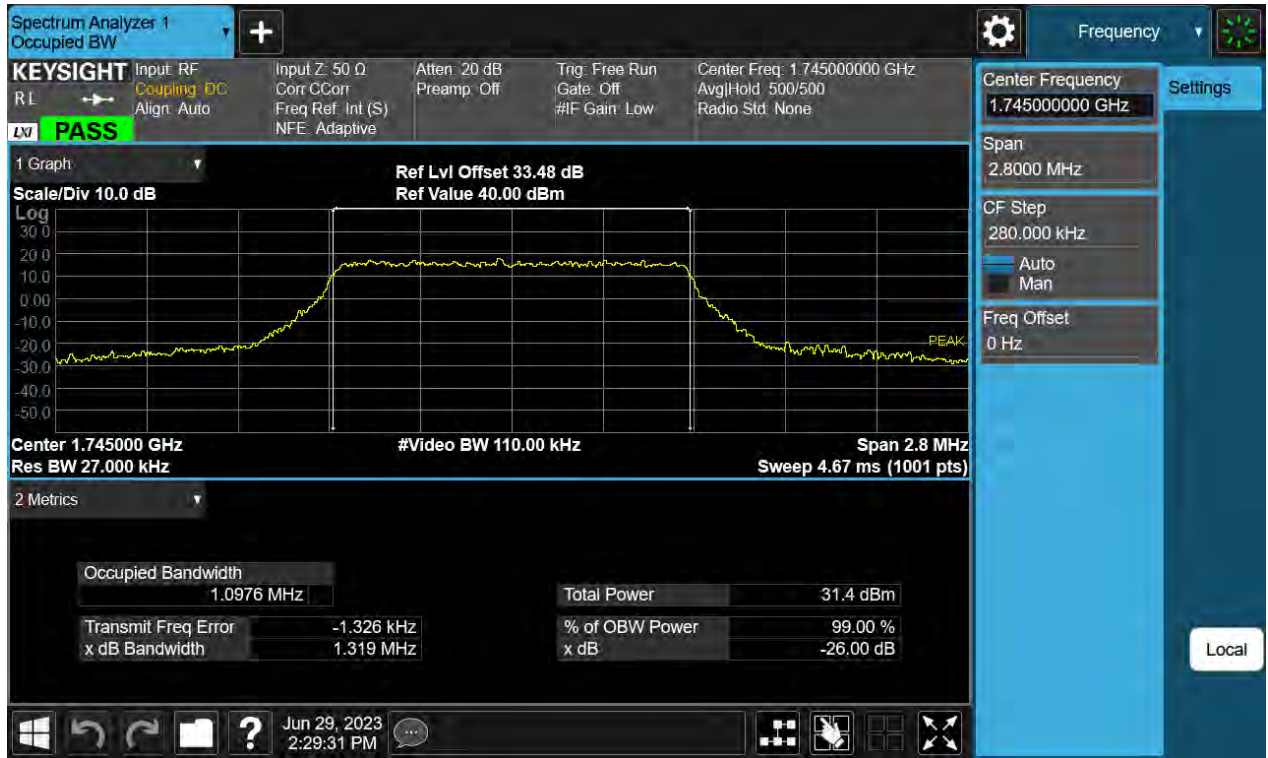 Spectrum Analyzer 1
Occupied BW
+
Frequency
KEYSIGHT
RL
LXI PASS
Input: RF
Coupling: DC
Align: Auto
Input Z: 50 Ω
Corr CCorr
Freq Ref: Int (S)
NFE: Adaptive
Atten: 20 dB
Preamp: Off
Trig: Free Run
Gate: Off
#IF Gain: Low
Center Freq: 1.745000000 GHz
Avg|Hold: 500/500
Radio Std: None
Center Frequency
1.745000000 GHz
Settings
Span
2.8000 MHz
CF Step
280.000 kHz
Auto
Man
Freq Offset
0 Hz
Local
1 Graph
Scale/Div 10.0 dB
Ref Lvl Offset 33.48 dB
Ref Value 40.00 dBm
Log
30.0
20.0
10.0
0.00
-10.0
-20.0
-30.0
-40.0
-50.0
PEAK
Center 1.745000 GHz
#Video BW 110.00 kHz
Span 2.8 MHz
Res BW 27.000 kHz
Sweep 4.67 ms (1001 pts)
2 Metrics
Occupied Bandwidth
1.0976 MHz
Transmit Freq Error -1.326 kHz
x dB Bandwidth 1.319 MHz
Total Power 31.4 dBm
% of OBW Power 99.00 %
x dB -26.00 dB
?
Jun 29, 2023
2:29:31 PM